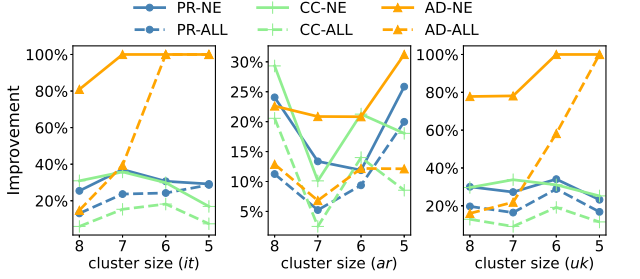 PR-NE CC-NE AD-NE
PR-ALL CC-ALL AD-ALL
Improvement
100%
80%
60%
40%
20%
8 7 6 5
cluster size (it)
30%
25%
20%
15%
10%
5%
8 7 6 5
cluster size (ar)
100%
80%
60%
40%
20%
8 7 6 5
cluster size (uk)